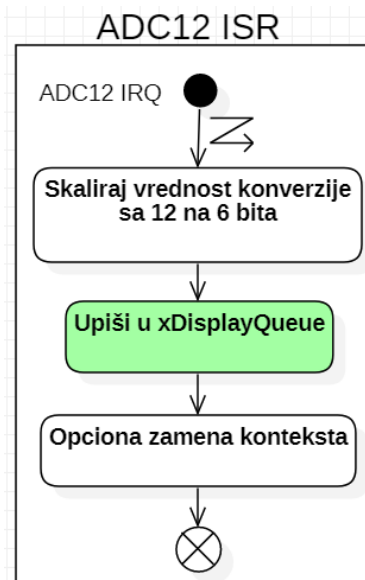 ADC12 ISR
ADC12 IRQ
Skaliraj vrednost konverzije
sa 12 na 6 bita
Upiši u xDisplayQueue
Opciona zamena konteksta